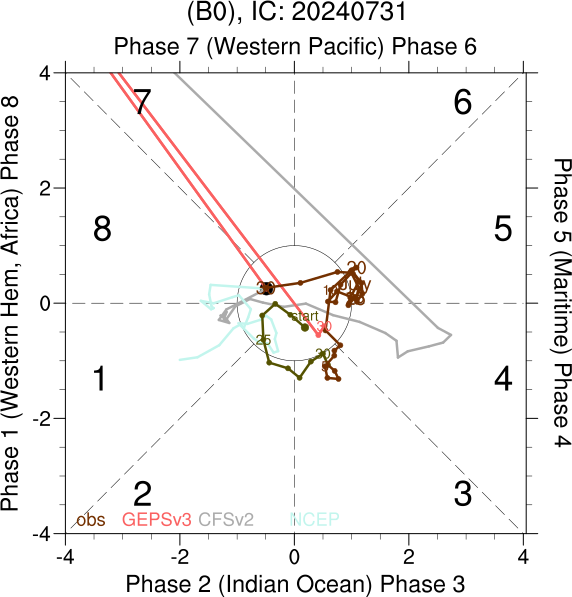 (B0), IC: 20240731
Phase 7 (Western Pacific) Phase 6
4
7
6
Phase 1 (Western Hem, Africa) Phase 8
Phase 5 (Maritime) Phase 4
2
8
5
30
20
0
start
30
25
1
4
-2
2
3
obs GEPSv3 CFSv2 NCEP
-4
-4 -2 0 2 4
Phase 2 (Indian Ocean) Phase 3